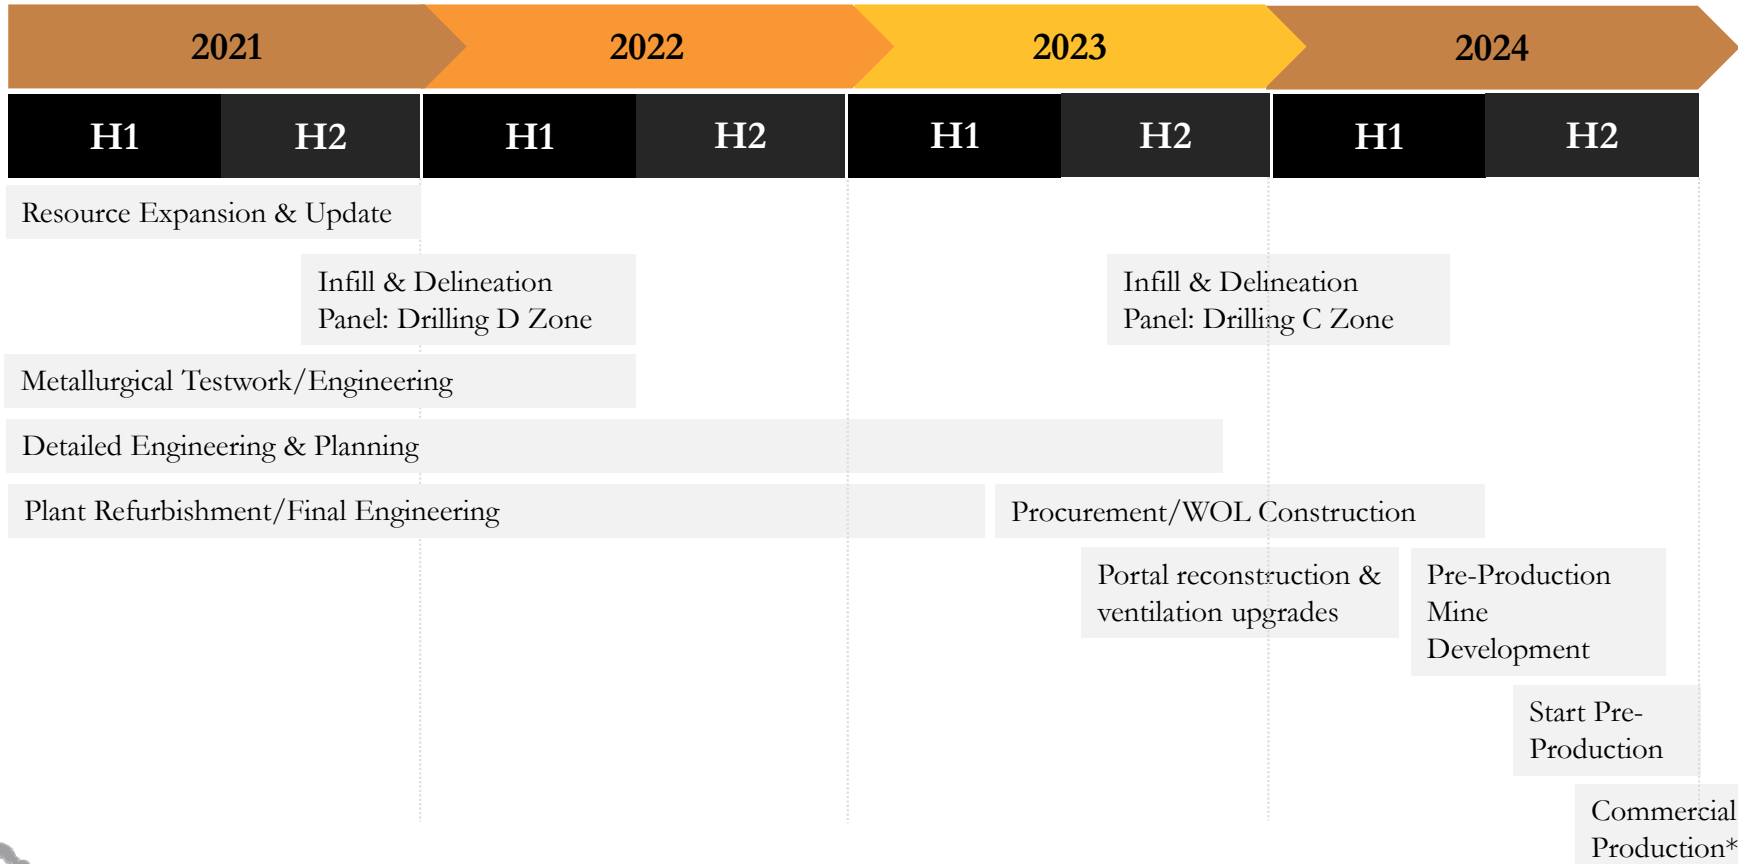 2021 2022 2023 2024
H1 H2 H1 H2 H1 H2 H1 H2
Resource Expansion & Update
Infill & Delineation
Panel: Drilling D Zone
Infill & Delineation
Panel: Drilling C Zone
Metallurgical Testwork/Engineering
Detailed Engineering & Planning
Plant Refurbishment/Final Engineering
Procurement/WOL Construction
Portal reconstruction &
ventilation upgrades
Pre-Production
Mine
Development
Start Pre-
Production
Commercial
Production*